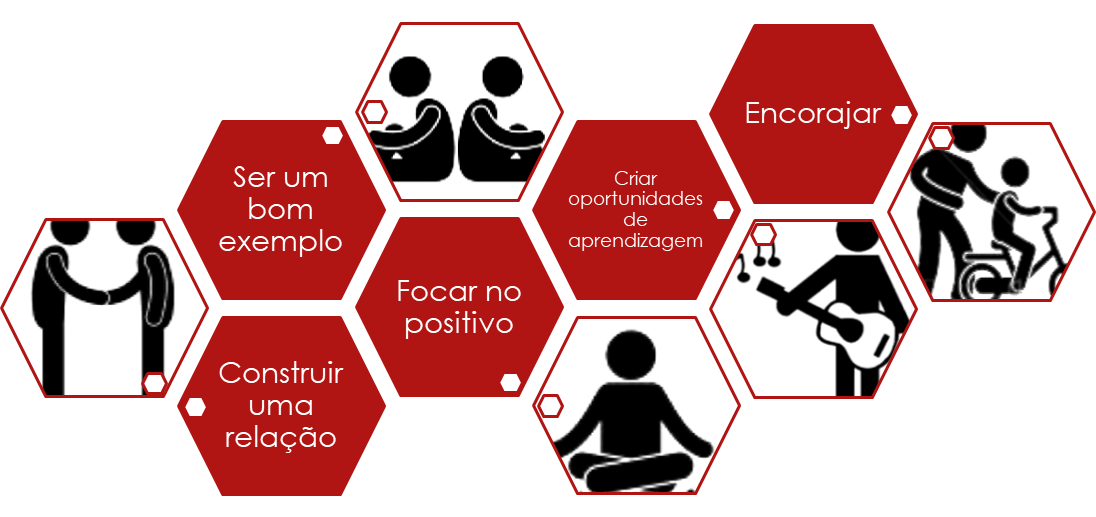 Ser um
bom
exemplo
Construir
uma
relação
Focar no
positivo
Criar
oportunidades
de
aprendizagem
Encorajar